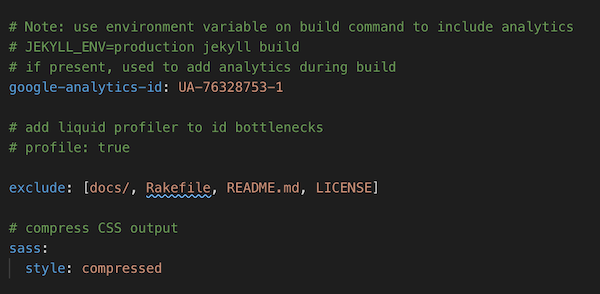 # Note: use environment variable on build command to include analytics
# JEKYLL_ENV=production jekyll build
# if present, used to add analytics during build
google-analytics-id: UA-76328753-1
# add liquid profiler to id bottlenecks
# profile: true
exclude: [docs/, Rakefile, README.md, LICENSE]
# compress CSS output
sass:
  style: compressed